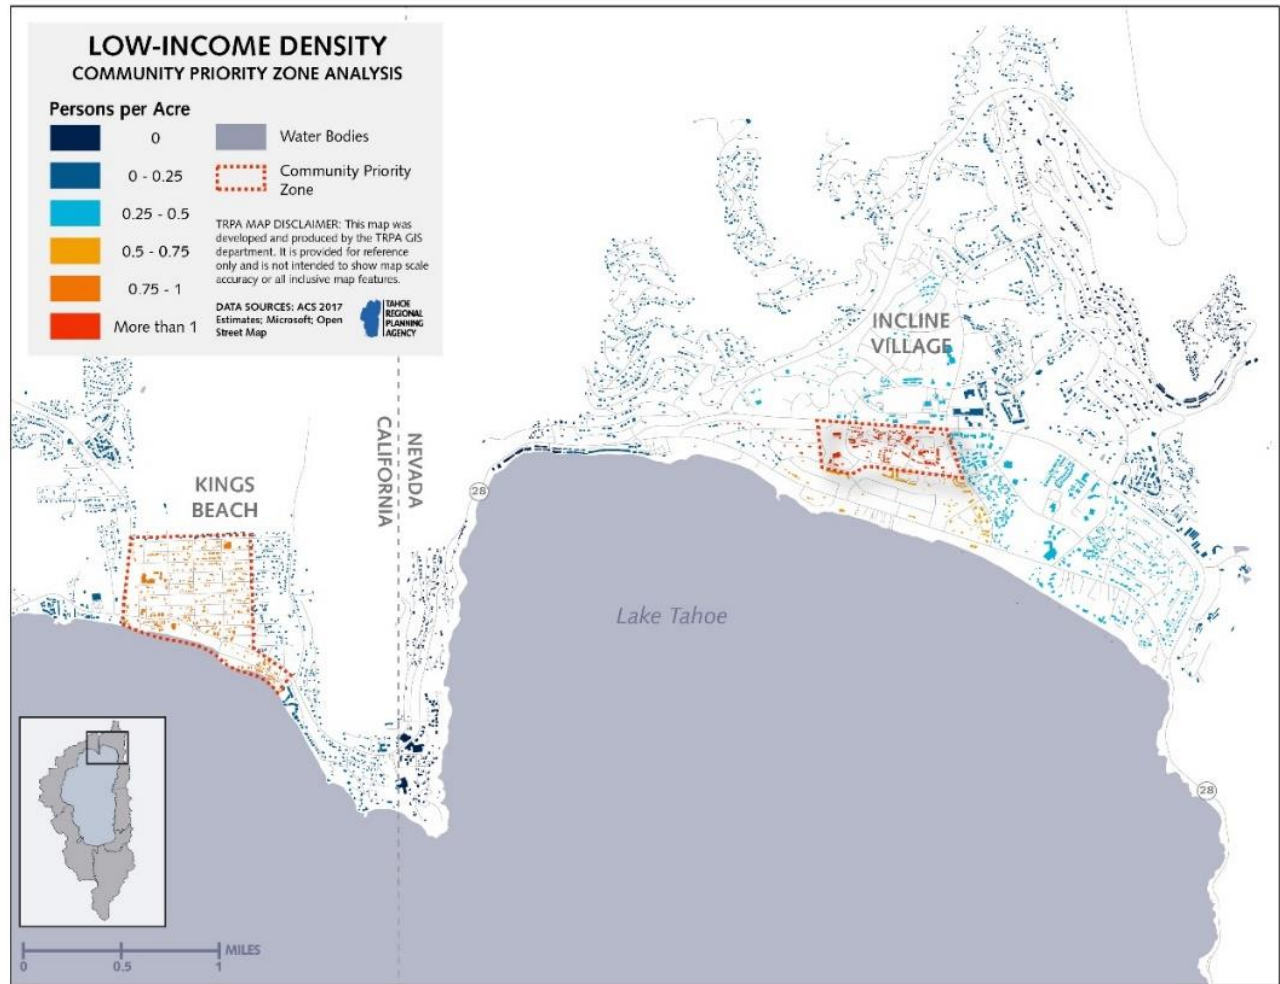 LOW-INCOME DENSITY
COMMUNITY PRIORITY ZONE ANALYSIS
Persons per Acre
0
0 - 0.25
0.25 - 0.5
0.5 - 0.75
0.75 - 1
More than 1
Water Bodies
Community Priority
Zone
TRPA MAP DISCLAIMER: This map was
developed and produced by the TRPA GIS
department. It is provided for reference
only and is not intended to show map scale
accuracy or all inclusive map features.
DATA SOURCES: ACS 2017
Estimates; Microsoft; Open
Street Map
TAHOE
REGIONAL
PLANNING
AGENCY
INCLINE
VILLAGE
CALIFORNIA
NEVADA
KINGS
BEACH
28
Lake Tahoe
28
MILES
0
0.5
1